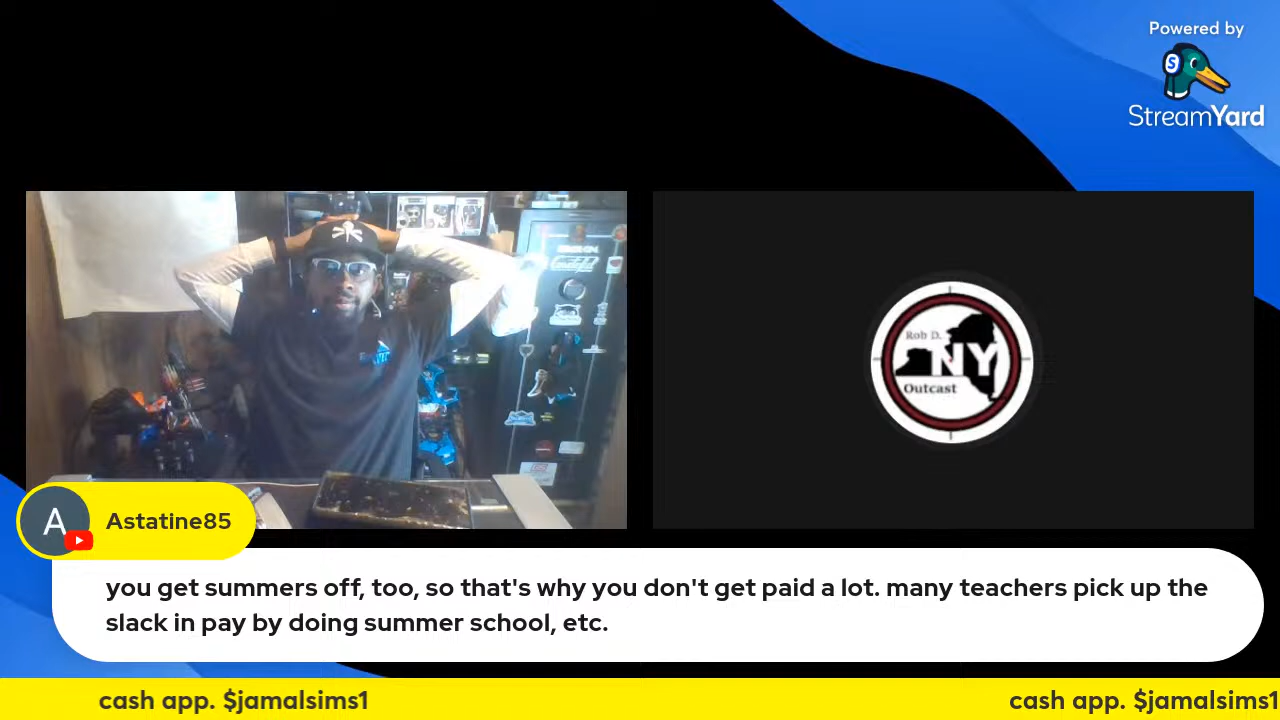 Powered by
S
StreamYard
Rob D.
NY
Outcast
A
Astatine85
you get summers off, too, so that's why you don't get paid a lot. many teachers pick up the
slack in pay by doing summer school, etc.
cash app. $jamalsims1
cash app. $jamalsims1